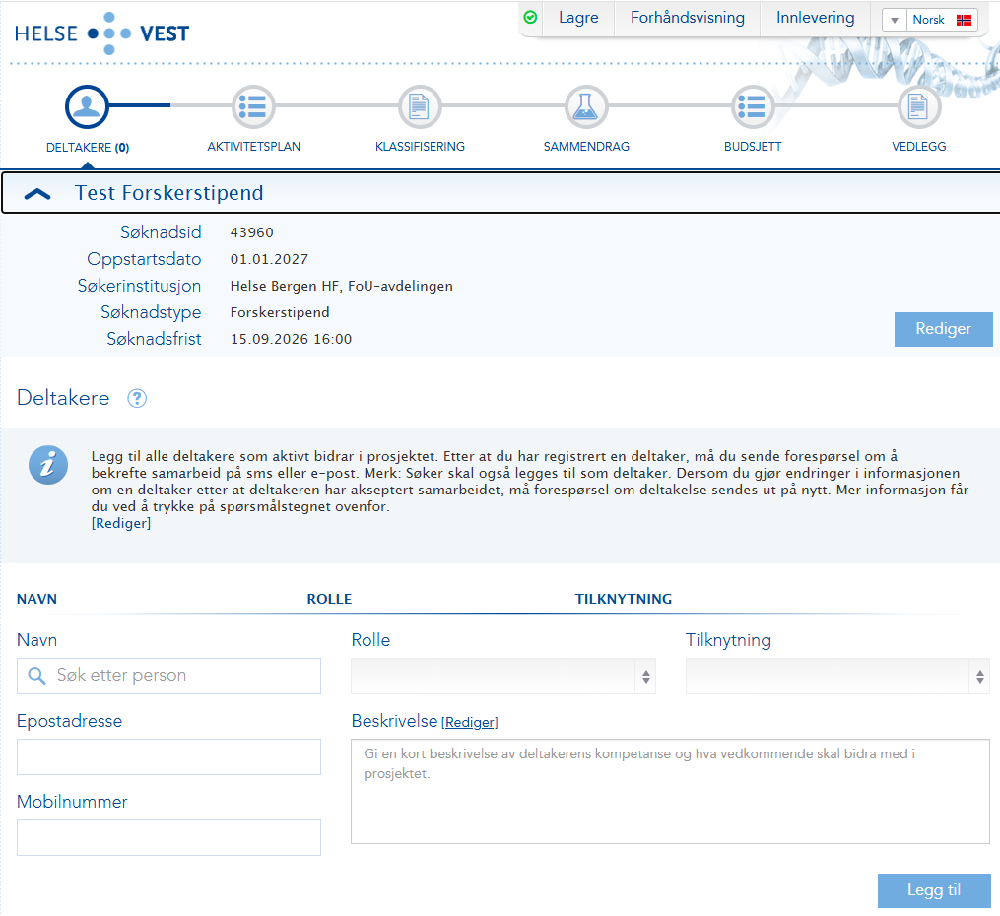 HELSE VEST
Lagre
Forhåndsvisning
Innlevering
Norsk
DELTAKERE (0)
AKTIVITETSPLAN
KLASSIFISERING
SAMMENDRAG
BUDSJETT
VEDLEGG
Test Forskerstipend
Søknadsid 43960
Oppstartsdato 01.01.2027
Søkerinstitusjon Helse Bergen HF, FoU-avdelingen
Søknadstype Forskerstipend
Søknadsfrist 15.09.2026 16:00
Rediger
Deltakere ?
i
Legg til alle deltakere som aktivt bidrar i prosjektet. Etter at du har registrert en deltaker, må du sende forespørsel om å
bekrefte samarbeid på sms eller e-post. Merk: Søker skal også legges til som deltaker. Dersom du gjør endringer i informasjonen
om en deltaker etter at deltakeren har akseptert samarbeidet, må forespørsel om deltakelse sendes ut på nytt. Mer informasjon får
du ved å trykke på spørsmålstegnet ovenfor.
[Rediger]
NAVN ROLLE TILKNYTNING
Navn
Søk etter person
Rolle
Tilknytning
Epostadresse
Beskrivelse [Rediger]
Gi en kort beskrivelse av deltakerens kompetanse og hva vedkommende skal bidra med i
prosjektet.
Mobilnummer
Legg til